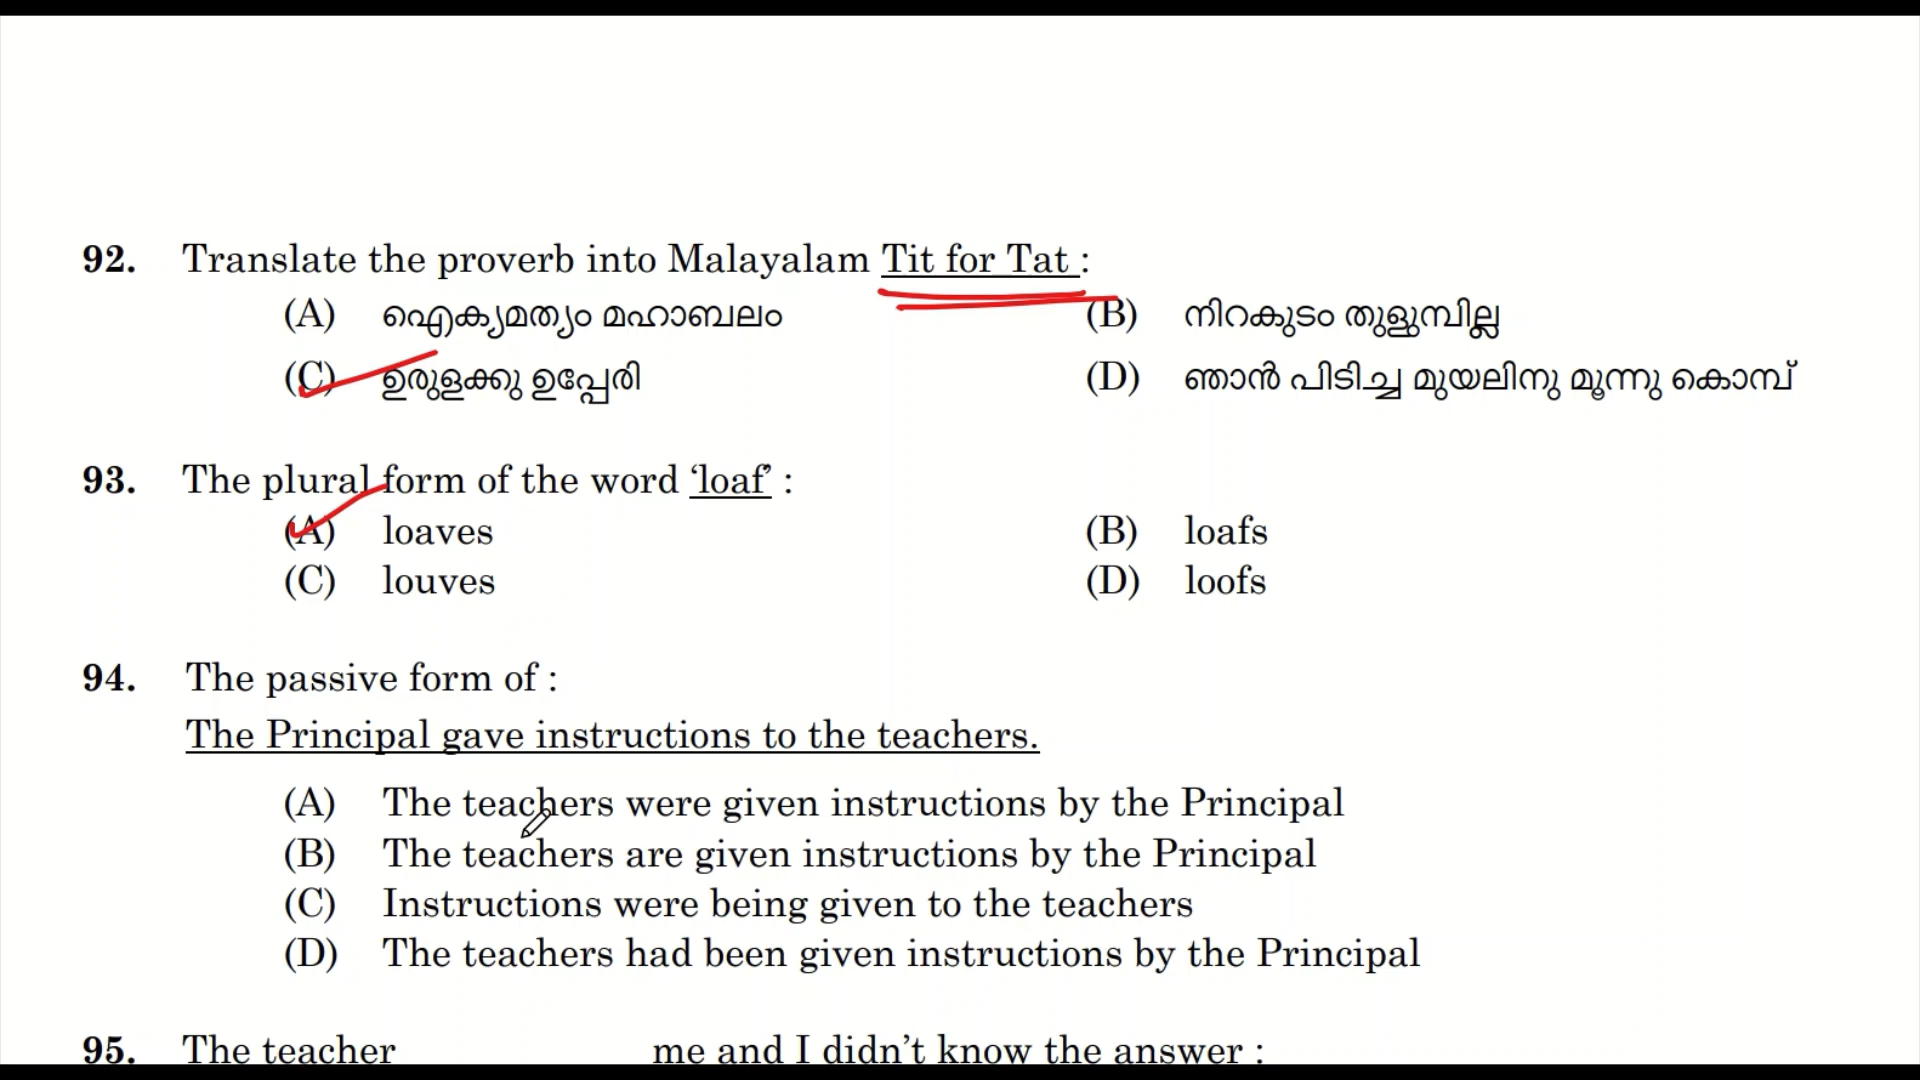 92. Translate the proverb into Malayalam Tit for Tat :
(A) ഐക്യമത്യം മഹാബലം (B) നിറകുടം തുളുമ്പില്ല
(C) ഉരുളക്കു ഉപ്പേരി (D) ഞാൻ പിടിച്ച മുയലിനു മൂന്നു കൊമ്പ്
93. The plural form of the word ‘loaf’ :
(A) loaves (B) loafs
(C) louves (D) loofs
94. The passive form of :
The Principal gave instructions to the teachers.
(A) The teachers were given instructions by the Principal
(B) The teachers are given instructions by the Principal
(C) Instructions were being given to the teachers
(D) The teachers had been given instructions by the Principal
95. The teacher me and I didn’t know the answer :